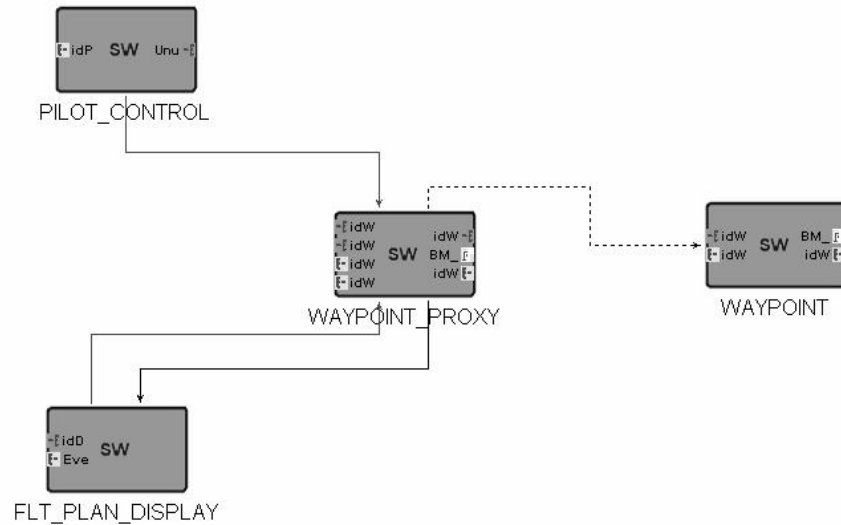 idP SW Unu
PILOT_CONTROL
idW
idW SW idW
idW BM_
idW idW
WAYPOINT_PROXY
idW SW BM_
idW idW
WAYPOINT
idD SW
Eve
FLT_PLAN_DISPLAY